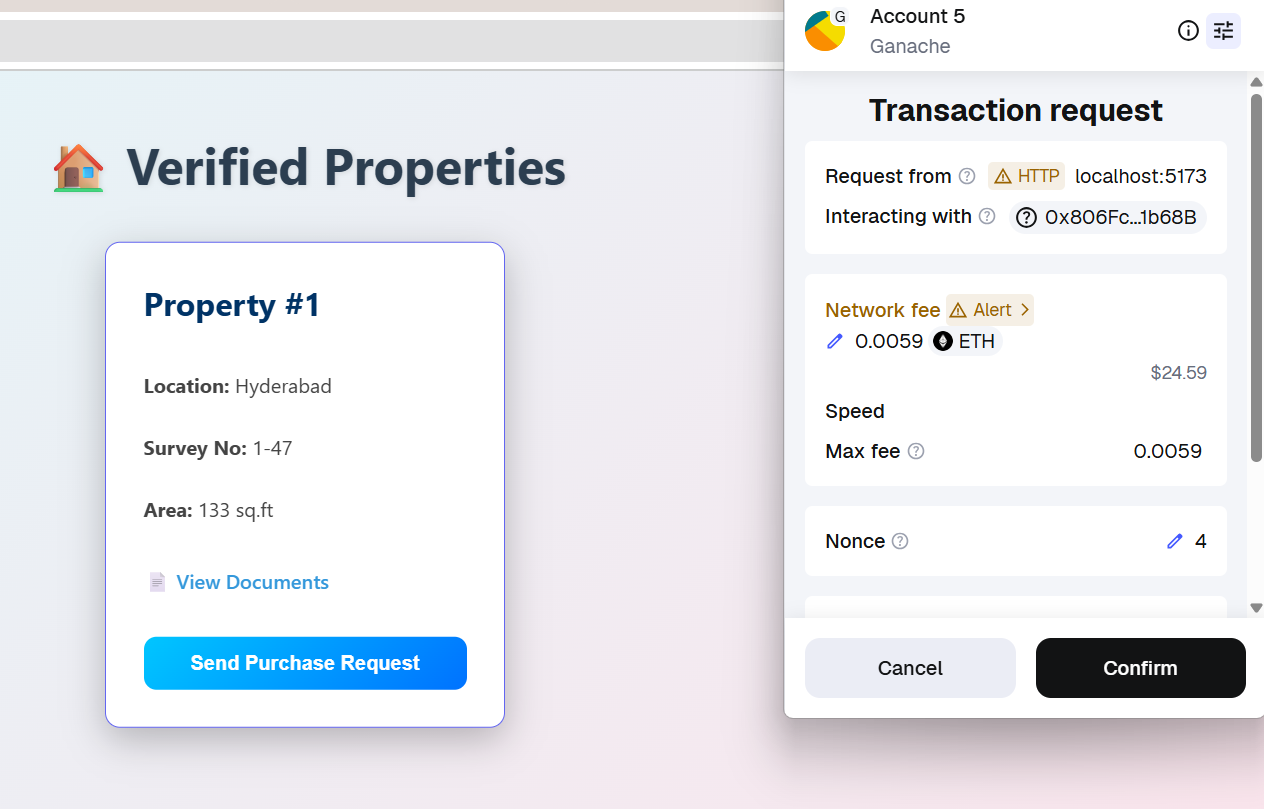 Verified Properties
Property #1
Location: Hyderabad
Survey No: 1-47
Area: 133 sq.ft
View Documents
Send Purchase Request
G
Account 5
Ganache
Transaction request
Request from HTTP localhost:5173
Interacting with 0x806Fc...1b68B
Network fee Alert
0.0059 ETH
$24.59
Speed
Max fee 0.0059
Nonce 4
Cancel Confirm